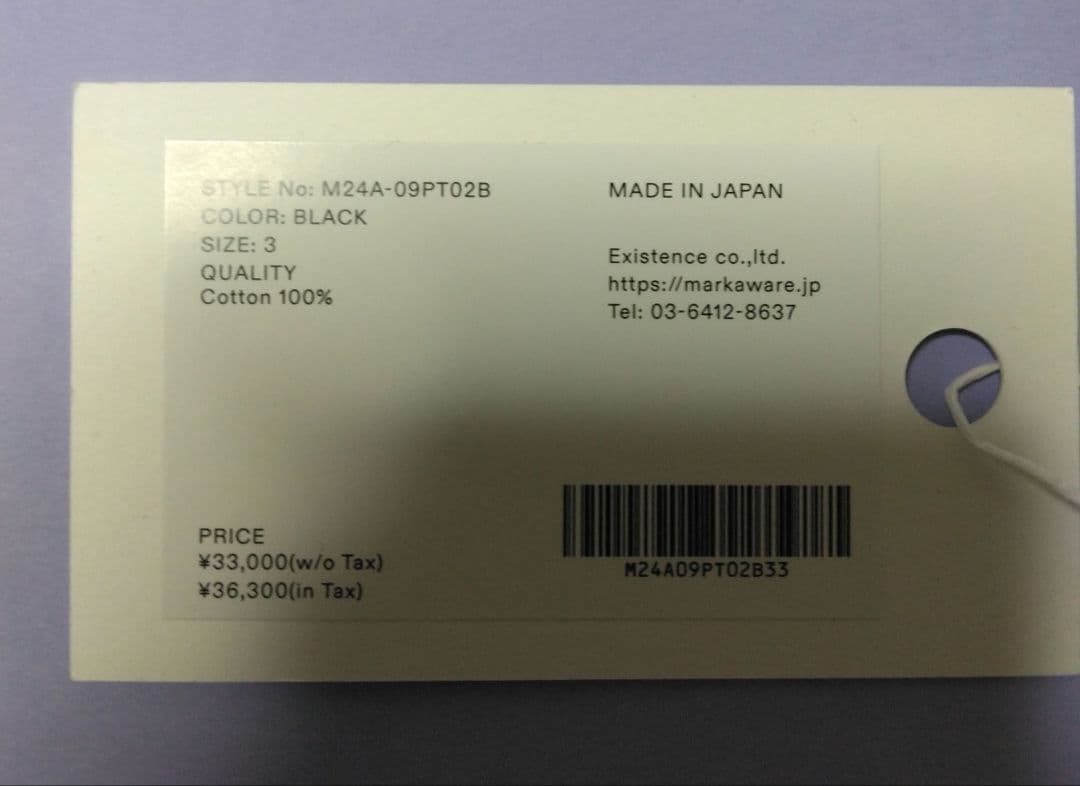 STYLE No: M24A-09PT02B
COLOR: BLACK
SIZE: 3
QUALITY
Cotton 100%
MADE IN JAPAN
Existence co.,ltd.
https://markaware.jp
Tel: 03-6412-8637
PRICE
¥33,000(w/o Tax)
¥36,300(in Tax)
M24A09PT02B33